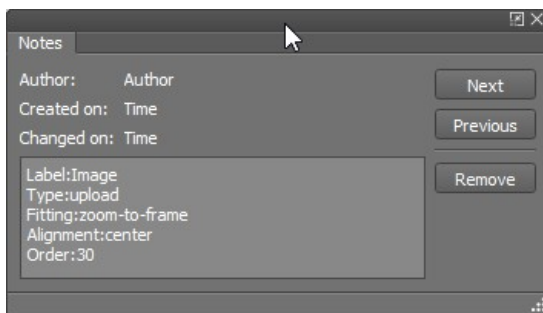 Notes
Author: Author
Created on: Time
Changed on: Time
Label:Image
Type:upload
Fitting:zoom-to-frame
Alignment:center
Order:30
Next
Previous
Remove